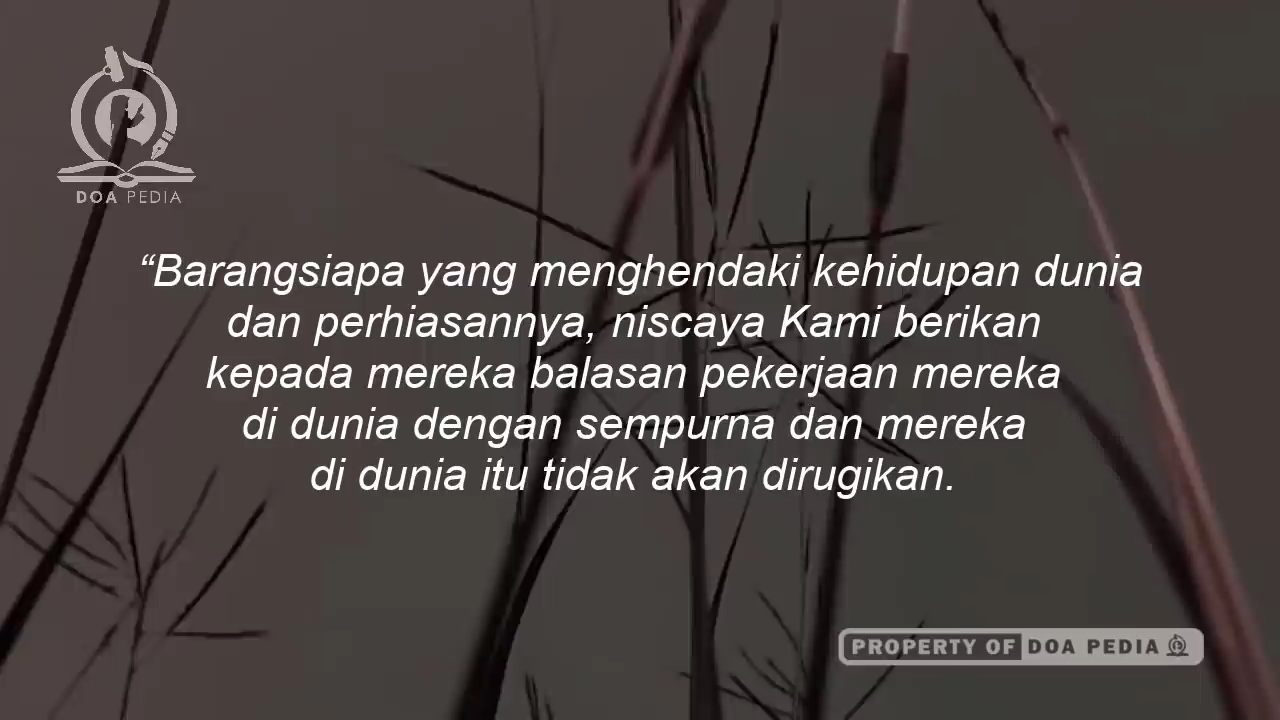 DOA PEDIA
“Barangsiapa yang menghendaki kehidupan dunia
dan perhiasannya, niscaya Kami berikan
kepada mereka balasan pekerjaan mereka
di dunia dengan sempurna dan mereka
di dunia itu tidak akan dirugikan.
PROPERTY OF DOA PEDIA